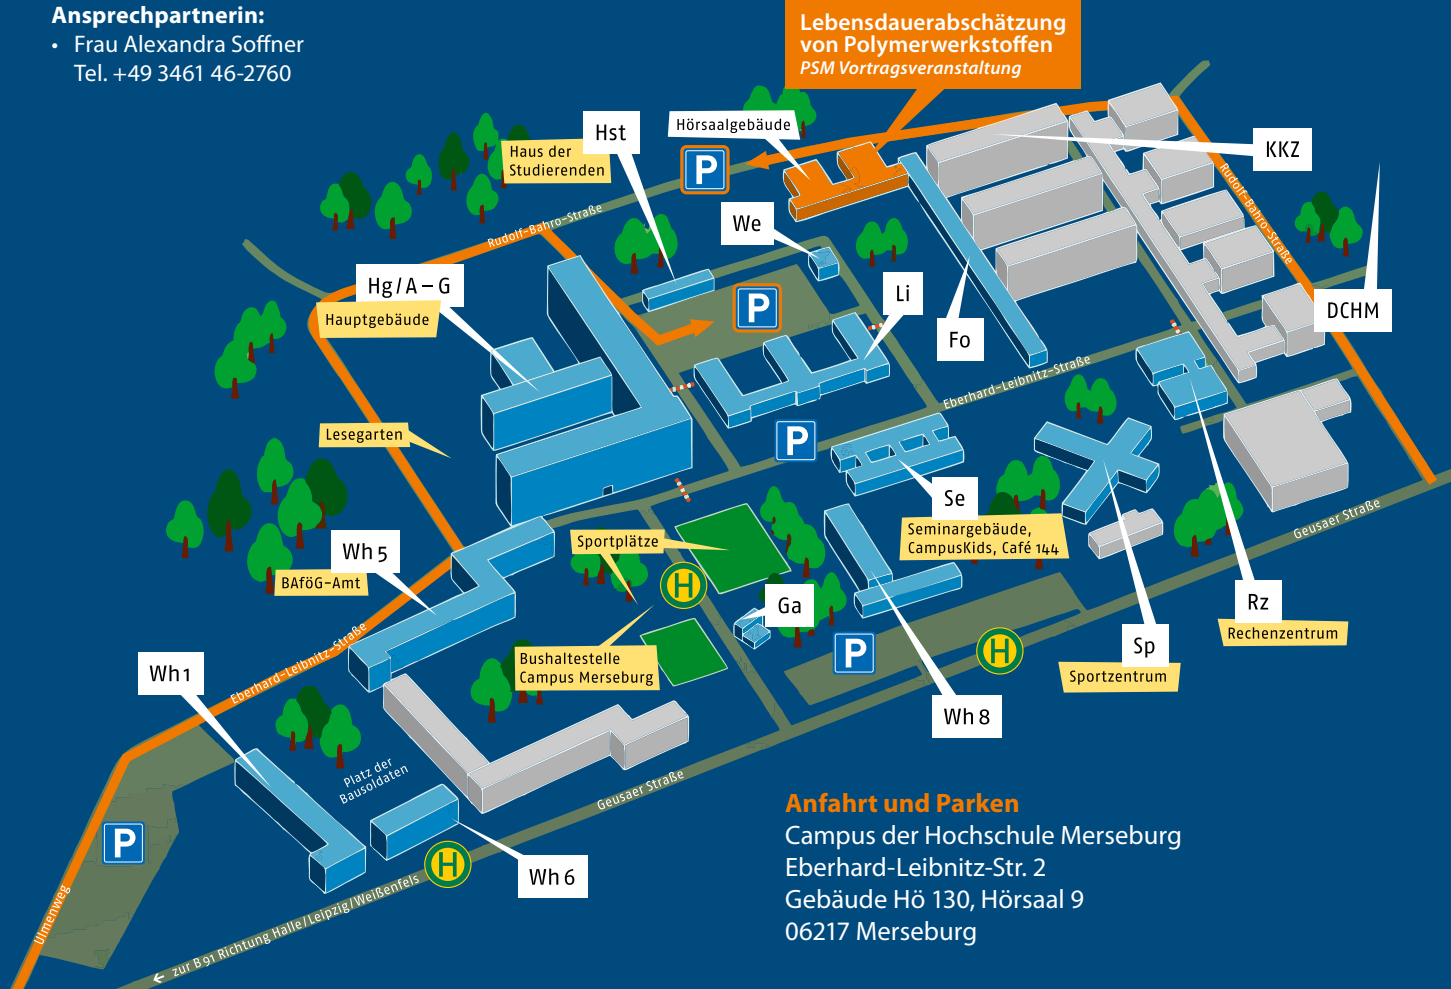 Ansprechpartnerin:
• Frau Alexandra Soffner
Tel. +49 3461 46-2760
Lebensdauerabschätzung
von Polymerwerkstoffen
PSM Vortragsveranstaltung
Hörsaalgebäude
Hst
Haus der
Studierenden
P
KKZ
Rudolf-Bahro-Straße
Rudolf-Bahro-Straße
We
Hg / A – G
Hauptgebäude
P
Li
Fo
DCHM
Eberhard-Leibnitz-Straße
Lesegarten
P
Se
Seminargebäude,
CampusKids, Café 144
Geusaer Straße
Wh 5
BAföG-Amt
Sportplätze
H
Ga
Rz
Rechenzentrum
Eberhard-Leibnitz-Straße
Bushaltestelle
Campus Merseburg
P
H
Sp
Sportzentrum
Wh 1
Wh 8
Platz der
Bausoldaten
Geusaer Straße
P
H
Wh 6
Ulmenweg
← zur B 91 Richtung Halle / Leipzig / Weißenfels
Anfahrt und Parken
Campus der Hochschule Merseburg
Eberhard-Leibnitz-Str. 2
Gebäude Hö 130, Hörsaal 9
06217 Merseburg